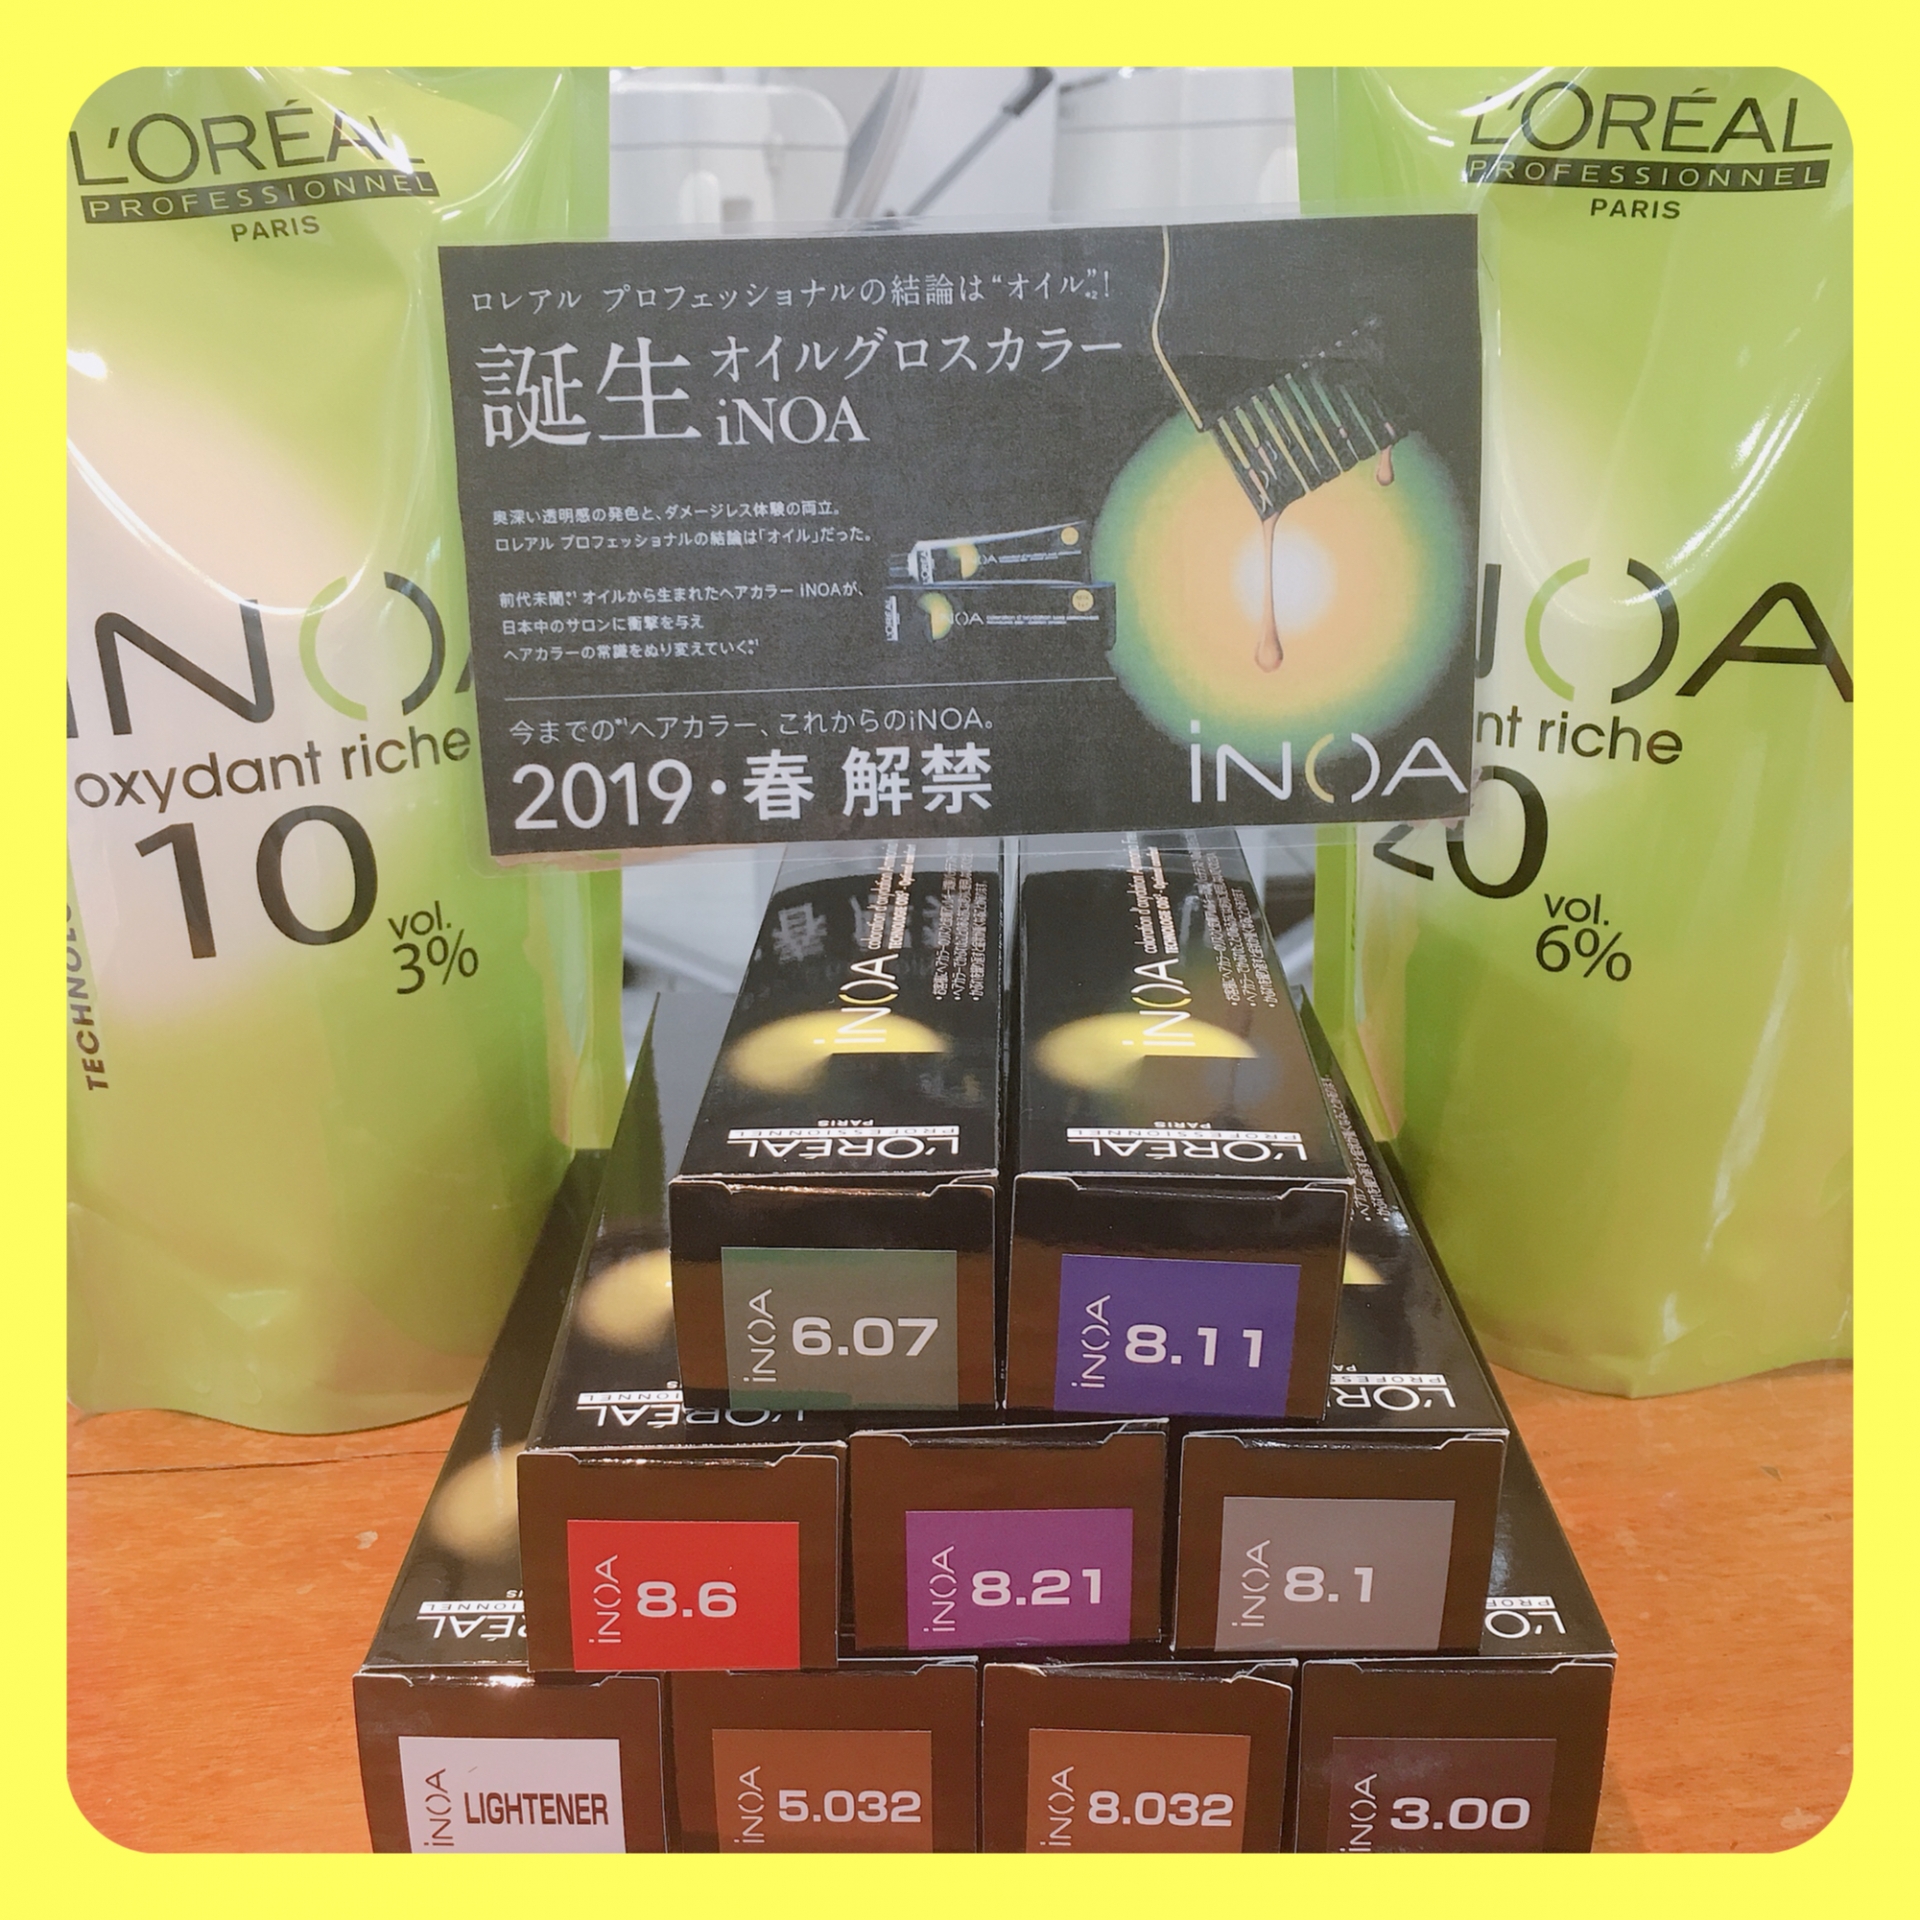 L'ORÉAL
PROFESSIONNEL
PARIS
iNOA
oxydant riche
10
vol.
3%
TECHNOLO
L'ORÉAL
PROFESSIONNEL
PARIS
NOA
nt riche
20
vol.
6%
ロレアル プロフェッショナルの結論は“オイル”*2!
誕生 オイルグロスカラー
iNOA
奥深い透明感の発色と、ダメージレス体験の両立。
ロレアル プロフェッショナルの結論は「オイル」だった。
前代未聞*1、オイルから生まれたヘアカラー iNOAが、
日本中のサロンに衝撃を与え
ヘアカラーの常識をぬり変えていく*1。
今までの*1ヘアカラー、これからのiNOA。
2019・春 解禁
iNOA
iNOA
L'ORÉAL
PROFESSIONNEL
PARIS
iNOA
L'ORÉAL
PROFESSIONNEL
PARIS
iNOA 6.07
iNOA 8.11
L'ORÉAL
L'OR
iNOA 8.6
iNOA 8.21
iNOA 8.1
RÉAL
L'O
iNOA LIGHTENER
iNOA 5.032
iNOA 8.032
iNOA 3.00